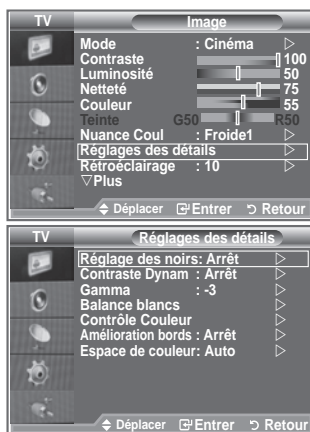 TV Image
Mode : Cinéma
Contraste 100
Luminosité 50
Netteté 75
Couleur 55
Teinte G50 R50
Nuance Coul : Froide1
Réglages des détails
Rétroéclairage : 10
▽Plus
Déplacer Entrer Retour
TV Réglages des détails
Réglage des noirs: Arrêt
Contraste Dynam : Arrêt
Gamma : -3
Balance blancs
Contrôle Couleur
Amélioration bords : Arrêt
Espace de couleur: Auto
Déplacer Entrer Retour